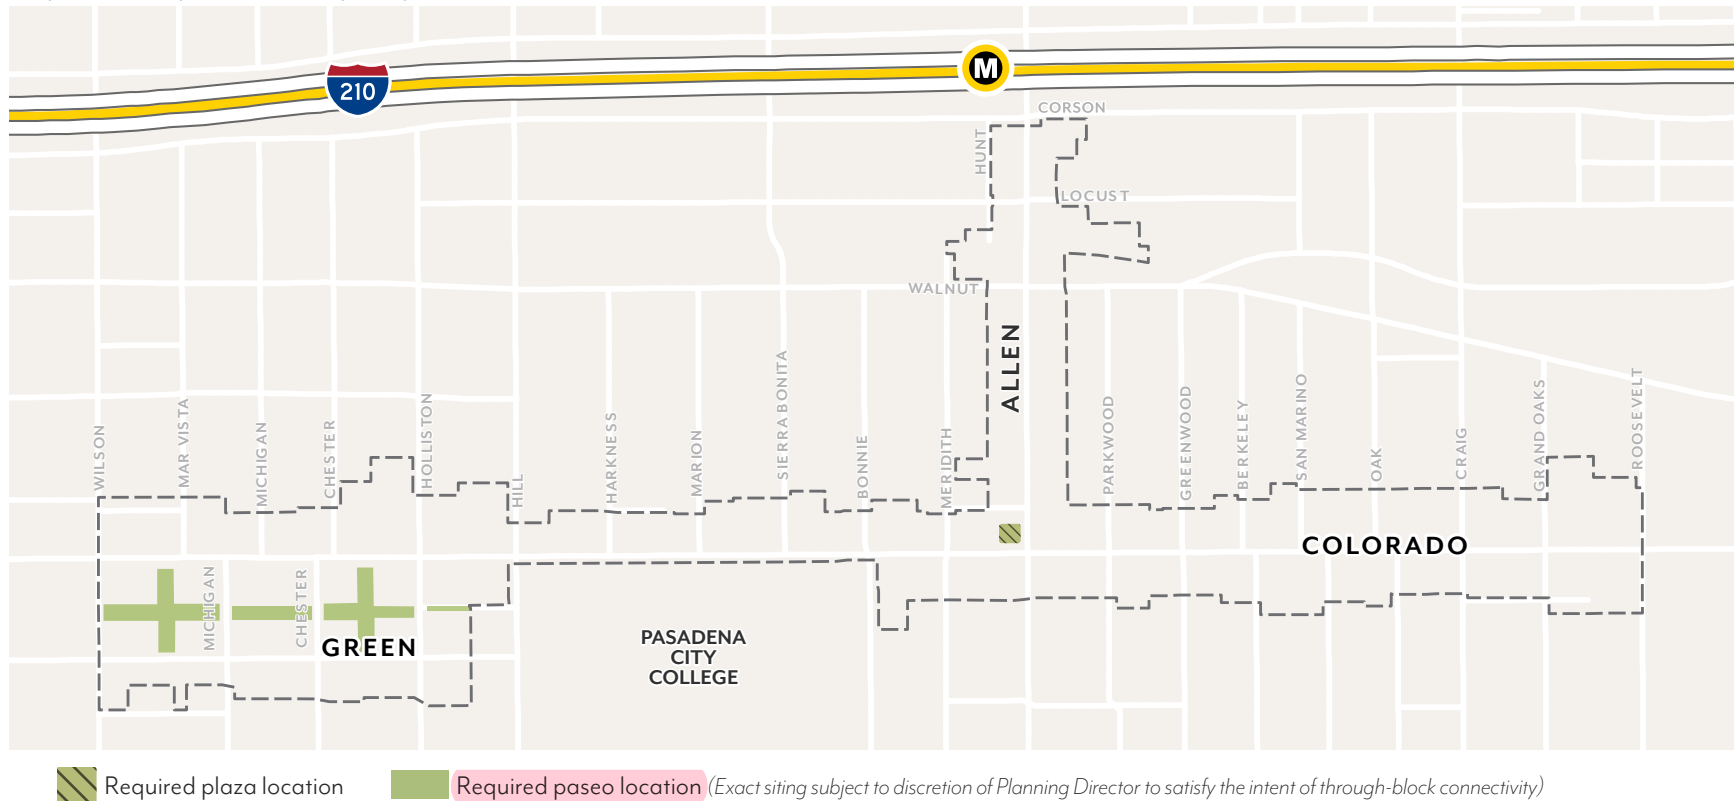 210
M
CORSON
HUNT
LOCUST
WALNUT
ALLEN
WILSON
MAR VISTA
MICHIGAN
CHESTER
HOLLISTON
HILL
HARKNESS
MARION
SIERRA BONITA
BONNIE
MERIDITH
PARKWOOD
GREENWOOD
BERKELEY
SAN MARINO
OAK
CRAIG
GRAND OAKS
ROOSEVELT
COLORADO
MICHIGAN
CHESTER
GREEN
PASADENA
CITY
COLLEGE
Required plaza location
Required paseo location (Exact siting subject to discretion of Planning Director to satisfy the intent of through-block connectivity)